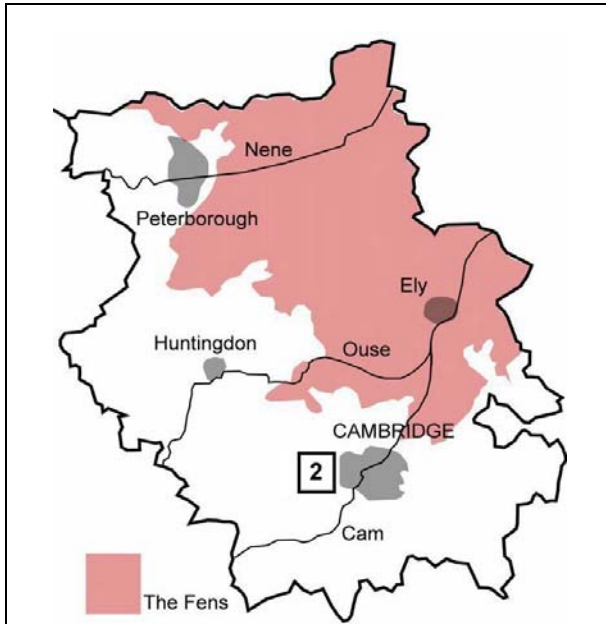 Nene
Peterborough
Ely
Huntingdon
Ouse
CAMBRIDGE
2
Cam
The Fens